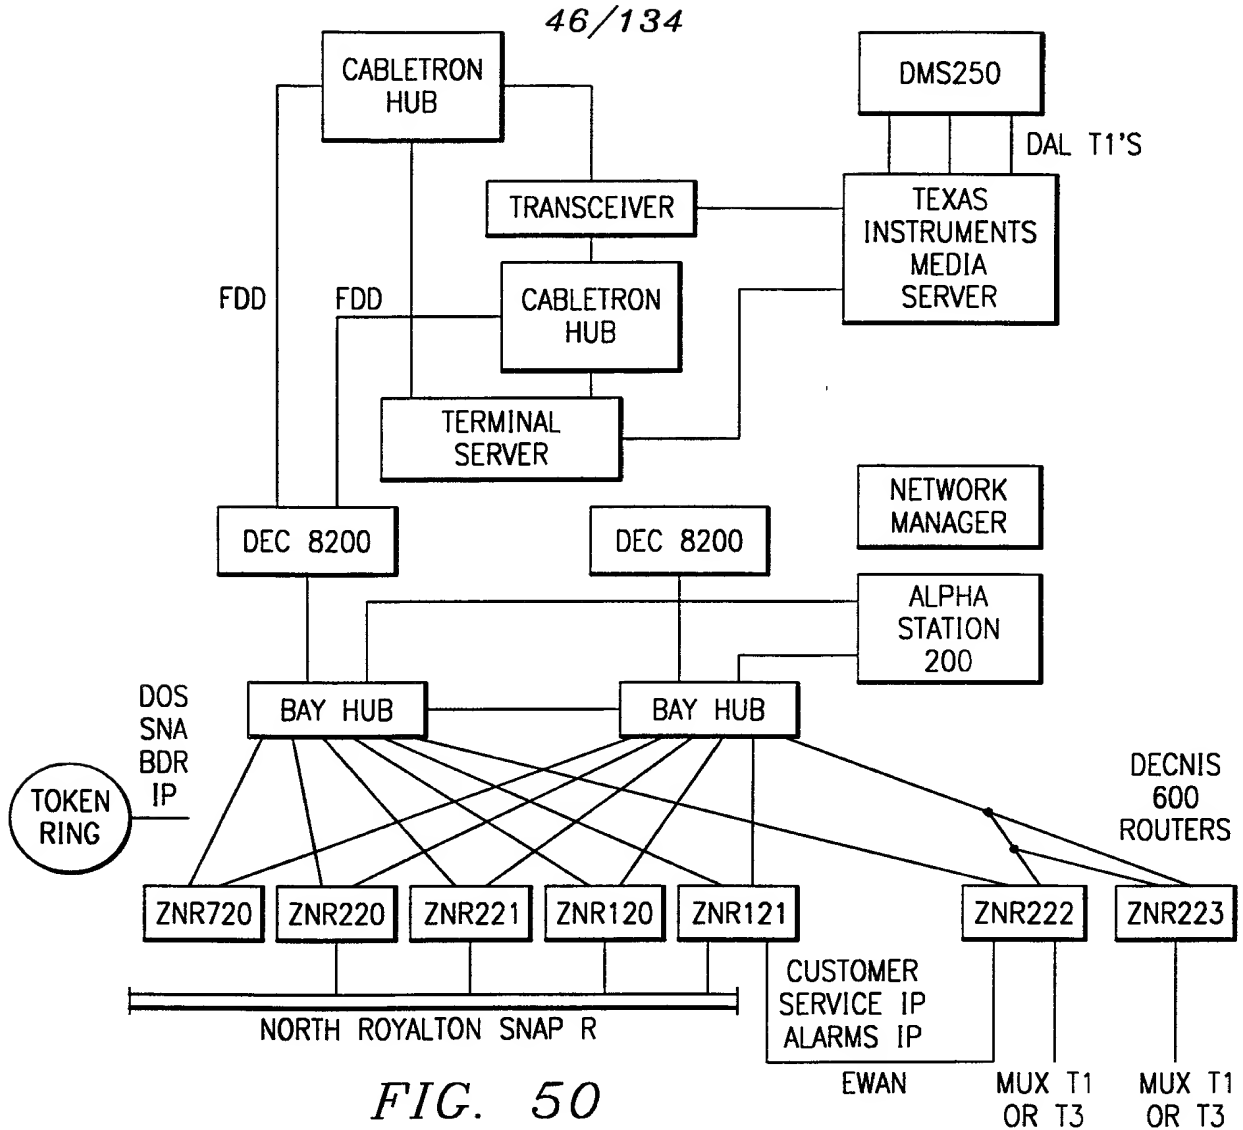 46/134
CABLETRON
HUB
DMS250
DAL T1'S
TRANSCEIVER
TEXAS
INSTRUMENTS
MEDIA
SERVER
FDD
FDD
CABLETRON
HUB
TERMINAL
SERVER
NETWORK
MANAGER
DEC 8200
DEC 8200
ALPHA
STATION
200
BAY HUB
BAY HUB
DOS
SNA
BDR
IP
TOKEN
RING
DECNIS
600
ROUTERS
ZNR720
ZNR220
ZNR221
ZNR120
ZNR121
ZNR222
ZNR223
CUSTOMER
SERVICE IP
ALARMS IP
NORTH ROYALTON SNAP R
EWAN
MUX T1
OR T3
MUX T1
OR T3
FIG. 50